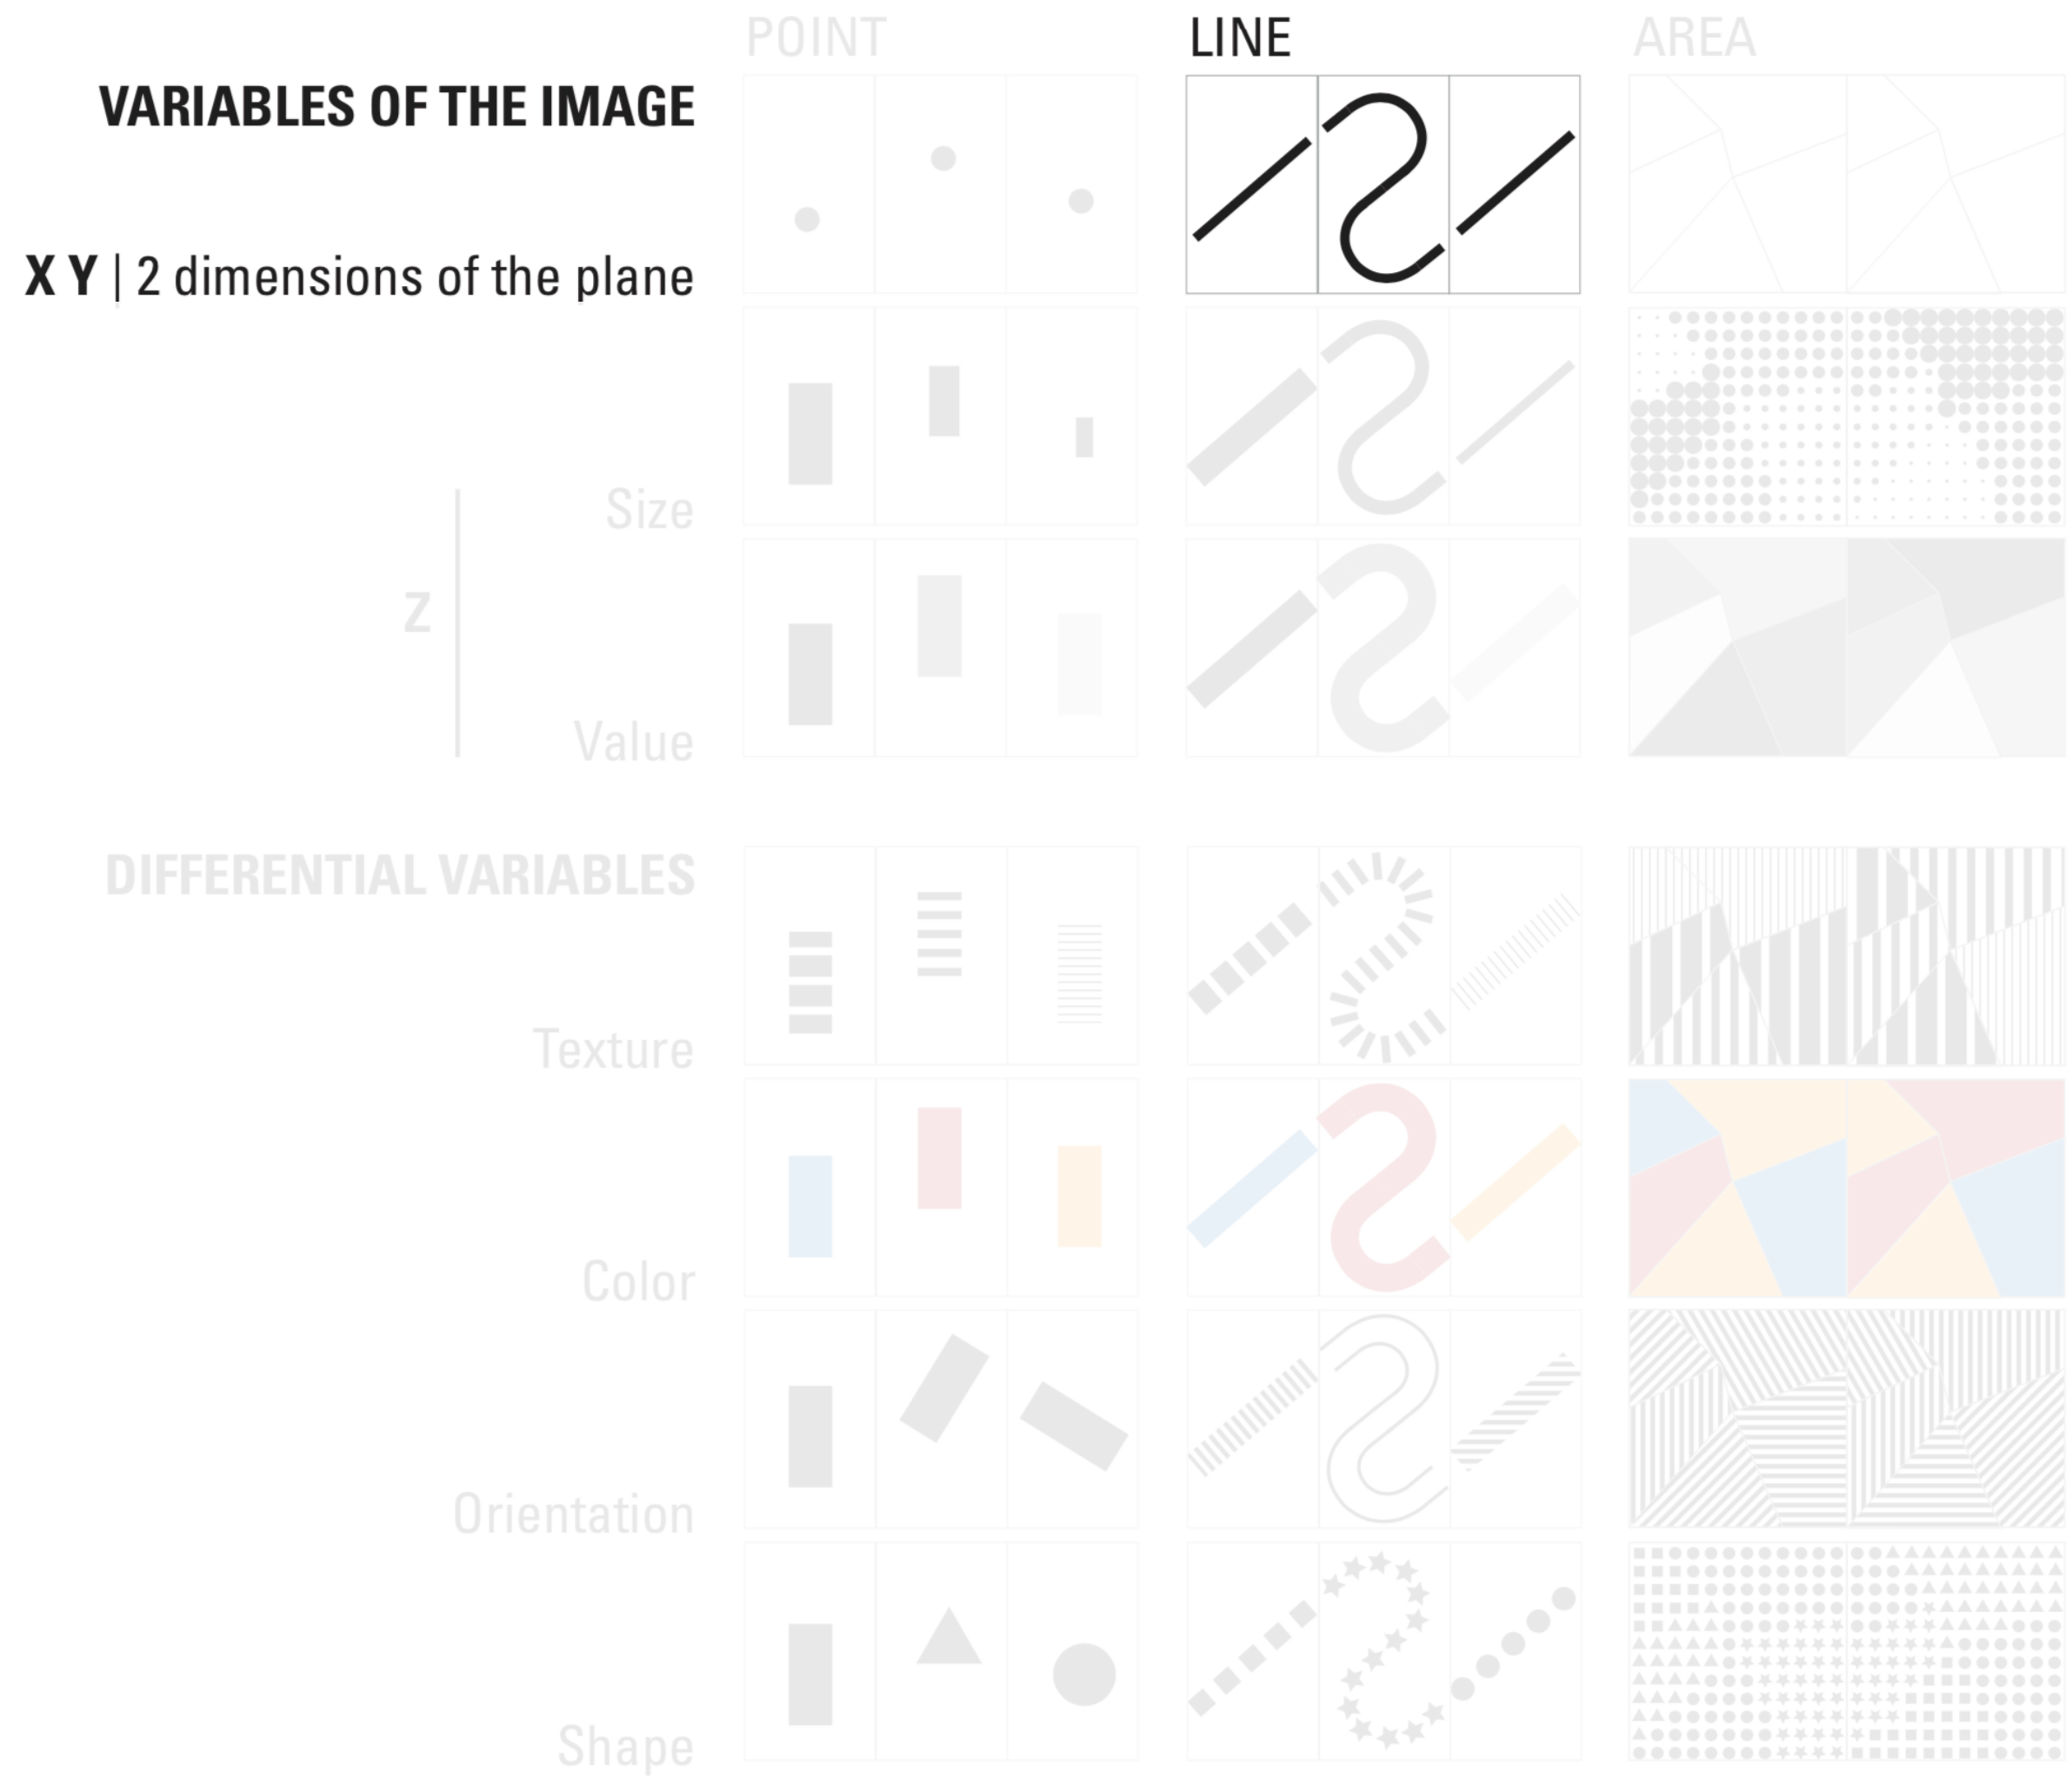 POINT LINE AREA
VARIABLES OF THE IMAGE
X Y | 2 dimensions of the plane
Size
Z
Value
DIFFERENTIAL VARIABLES
Texture
Color
Orientation
Shape